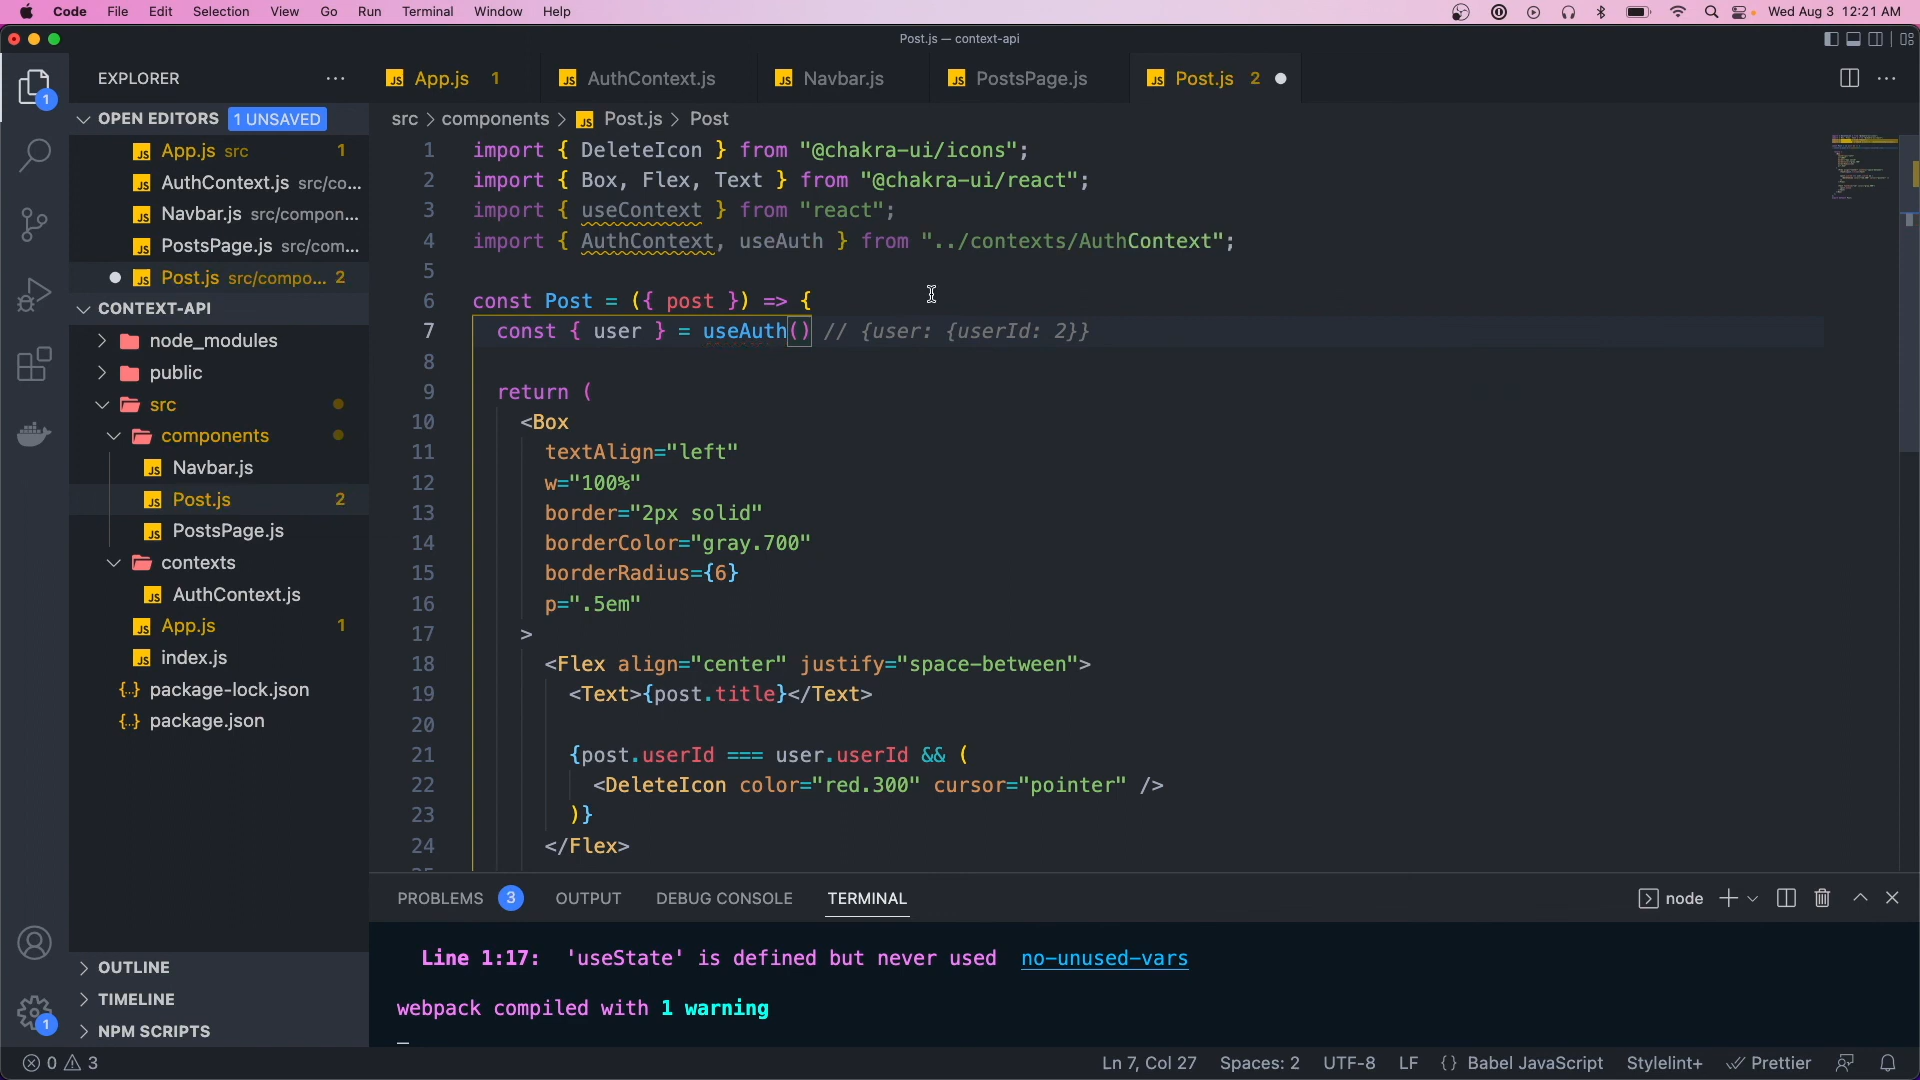 Code File Edit Selection View Go Run Terminal Window Help Wed Aug 3 12:21 AM
Post.js — context-api
EXPLORER
App.js 1 AuthContext.js Navbar.js PostsPage.js Post.js 2
OPEN EDITORS 1 UNSAVED
App.js src 1
AuthContext.js src/co...
Navbar.js src/compon...
PostsPage.js src/com...
Post.js src/compo... 2
CONTEXT-API
node_modules
public
src
components
Navbar.js
Post.js 2
PostsPage.js
contexts
AuthContext.js
App.js 1
index.js
{..} package-lock.json
{..} package.json
OUTLINE
TIMELINE
NPM SCRIPTS
1
1
src > components > JS Post.js > Post
1 import { DeleteIcon } from "@chakra-ui/icons";
2 import { Box, Flex, Text } from "@chakra-ui/react";
3 import { useContext } from "react";
4 import { AuthContext, useAuth } from "../contexts/AuthContext";
5
6 const Post = ({ post }) => {
7 const { user } = useAuth() // {user: {userId: 2}}
8
9 return (
10 <Box
11 textAlign="left"
12 w="100%"
13 border="2px solid"
14 borderColor="gray.700"
15 borderRadius={6}
16 p=".5em"
17 >
18 <Flex align="center" justify="space-between">
19 <Text>{post.title}</Text>
20
21 {post.userId === user.userId && (
22 <DeleteIcon color="red.300" cursor="pointer" />
23 )}
24 </Flex>
PROBLEMS 3 OUTPUT DEBUG CONSOLE TERMINAL node
Line 1:17: 'useState' is defined but never used no-unused-vars
webpack compiled with 1 warning
0 3 Ln 7, Col 27 Spaces: 2 UTF-8 LF {} Babel JavaScript Stylelint+ Prettier